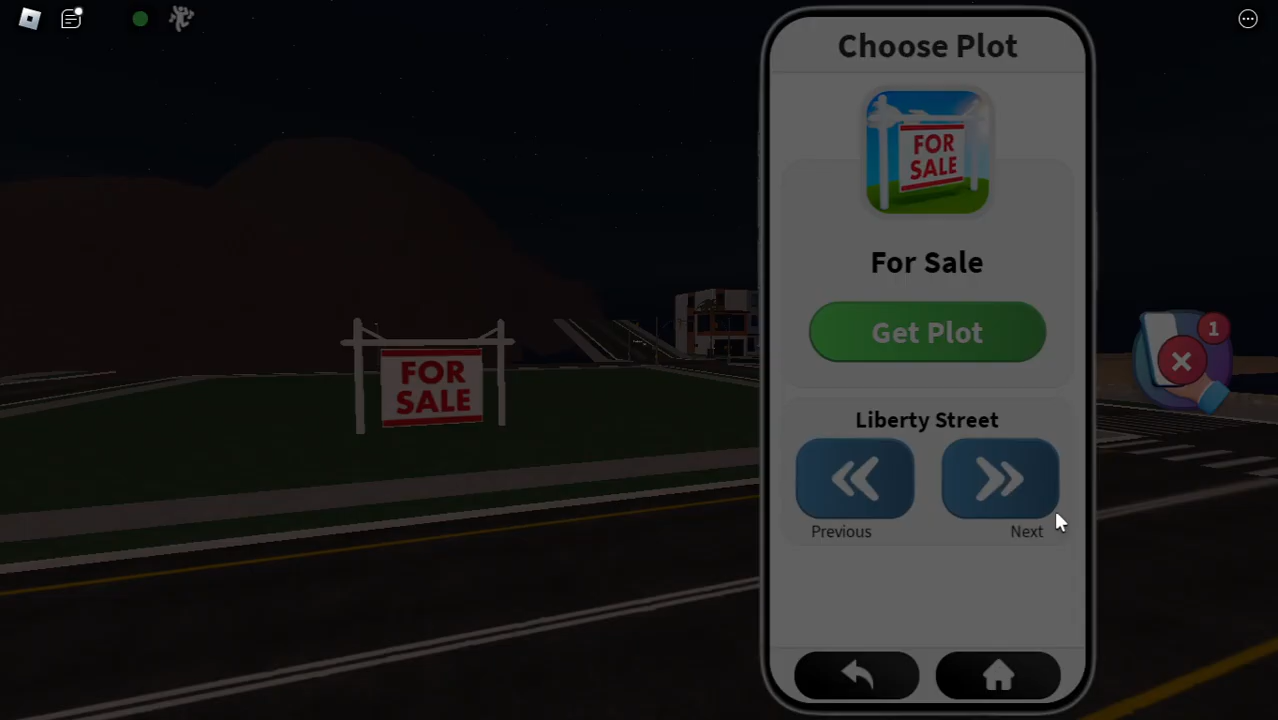 Choose Plot
FOR
SALE
For Sale
Get Plot
Liberty Street
Previous
Next
FOR
SALE
1